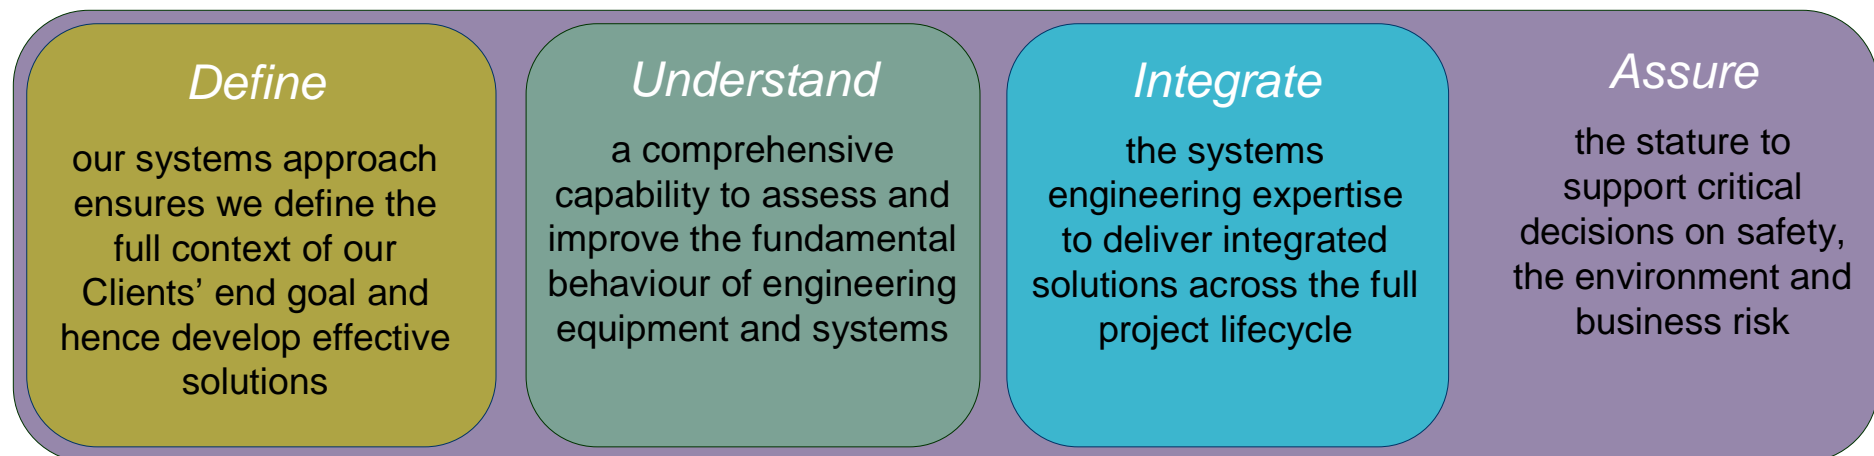 Define
our systems approach
ensures we define the
full context of our
Clients’ end goal and
hence develop effective
solutions
Understand
a comprehensive
capability to assess and
improve the fundamental
behaviour of engineering
equipment and systems
Integrate
the systems
engineering expertise
to deliver integrated
solutions across the full
project lifecycle
Assure
the stature to
support critical
decisions on safety,
the environment and
business risk